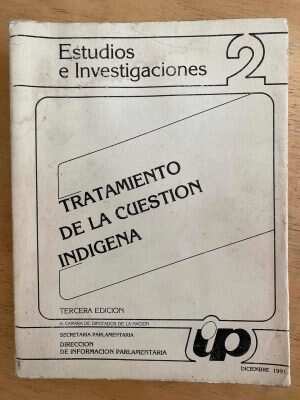 Estudios
e Investigaciones
2
TRATAMIENTO
DE LA CUESTION
INDIGENA
TERCERA EDICION
H. CAMARA DE DIPUTADOS DE LA NACION
SECRETARIA PARLAMENTARIA
DIRECCION
DE INFORMACION PARLAMENTARIA
ip
DICIEMBRE 1991